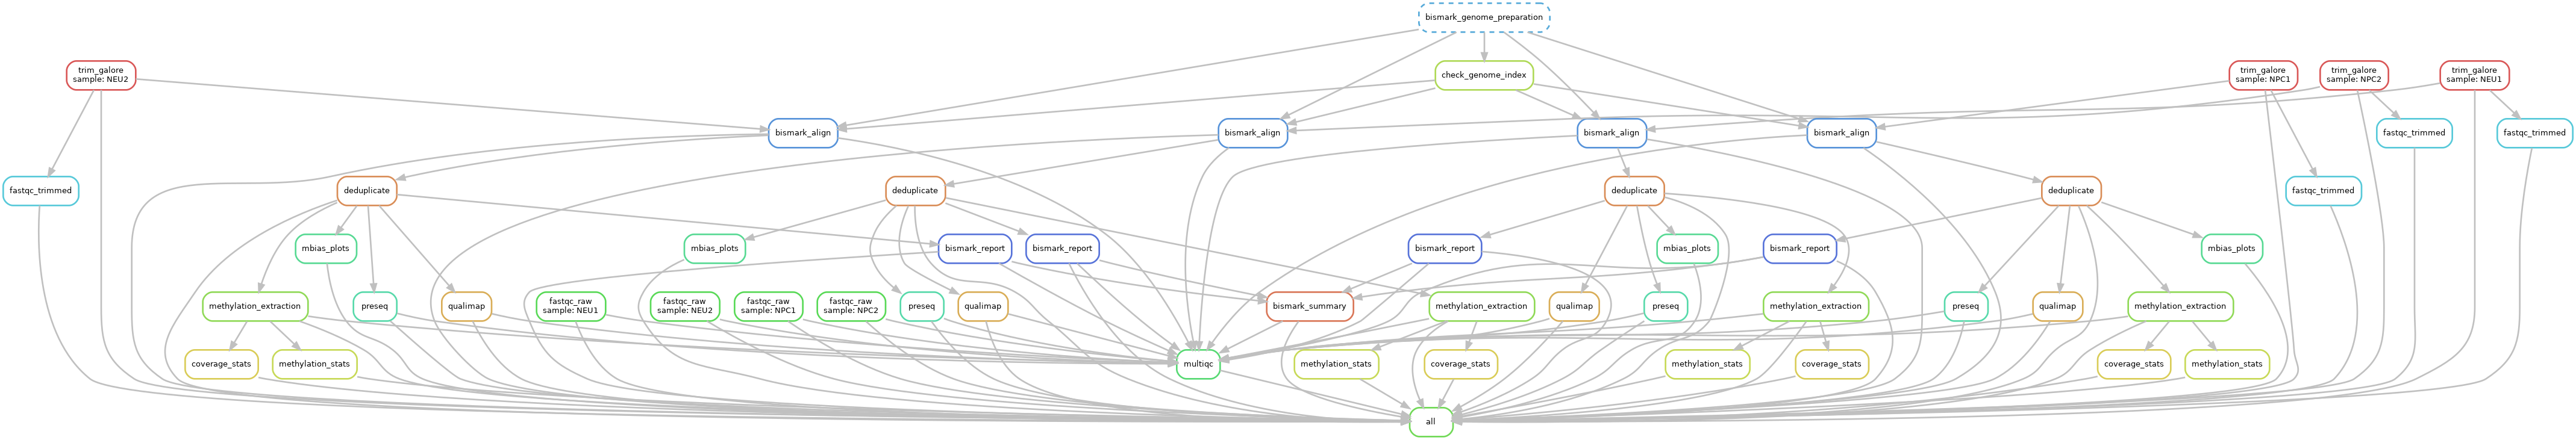 bismark_genome_preparation
trim_galore
sample: NEU2
check_genome_index
trim_galore
sample: NPC1
trim_galore
sample: NPC2
trim_galore
sample: NEU1
bismark_align
bismark_align
bismark_align
bismark_align
fastqc_trimmed
fastqc_trimmed
fastqc_trimmed
deduplicate
deduplicate
deduplicate
deduplicate
fastqc_trimmed
mbias_plots
mbias_plots
bismark_report
bismark_report
bismark_report
mbias_plots
bismark_report
mbias_plots
methylation_extraction
preseq
qualimap
fastqc_raw
sample: NEU1
fastqc_raw
sample: NEU2
fastqc_raw
sample: NPC1
fastqc_raw
sample: NPC2
preseq
qualimap
bismark_summary
methylation_extraction
qualimap
preseq
methylation_extraction
preseq
qualimap
methylation_extraction
coverage_stats
methylation_stats
multiqc
methylation_stats
coverage_stats
methylation_stats
coverage_stats
coverage_stats
methylation_stats
all